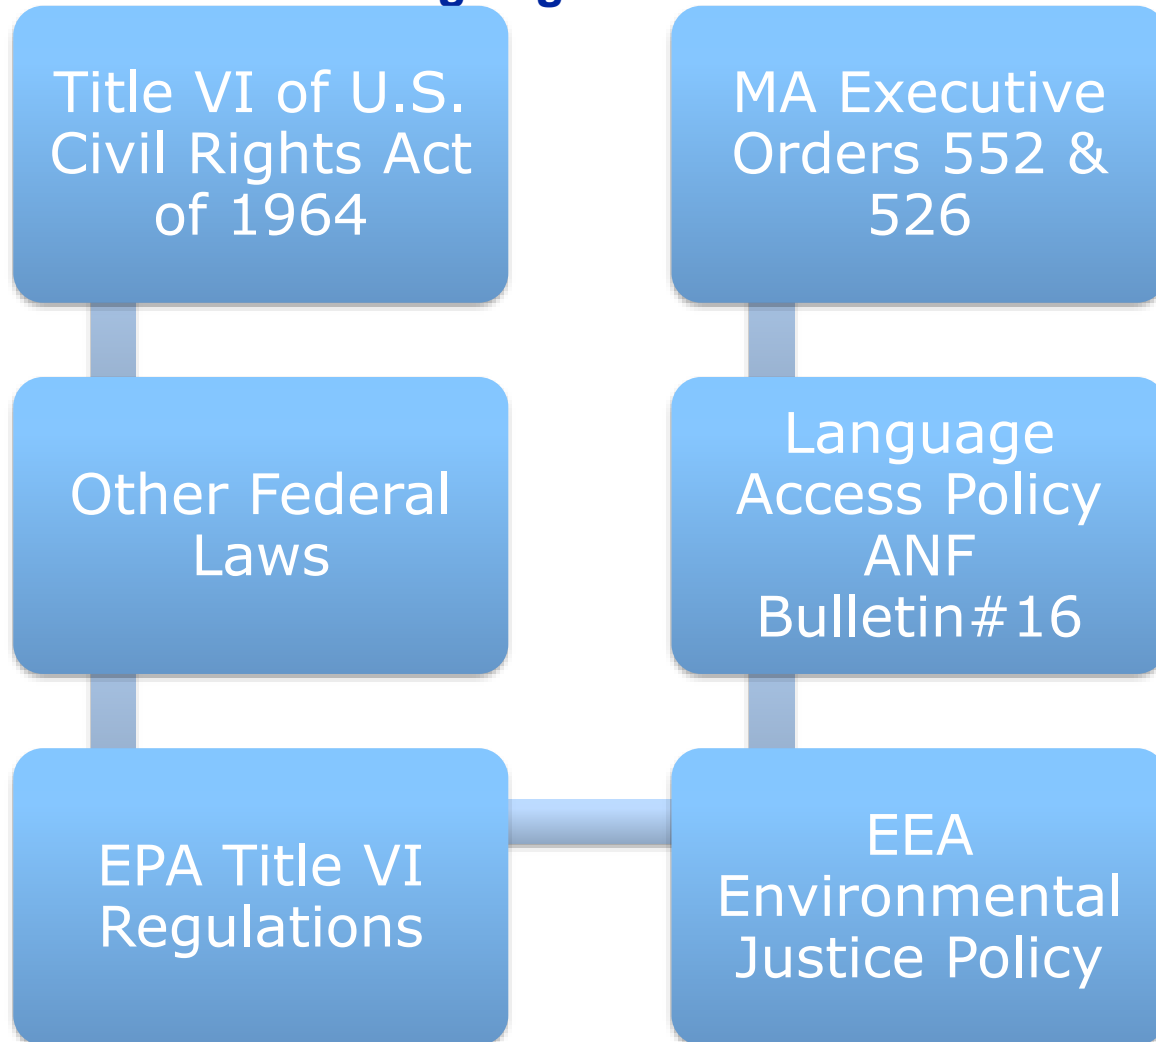 Title VI of U.S.
Civil Rights Act
of 1964
Other Federal
Laws
EPA Title VI
Regulations
EEA
Environmental
Justice Policy
Language
Access Policy
ANF
Bulletin#16
MA Executive
Orders 552 &
526